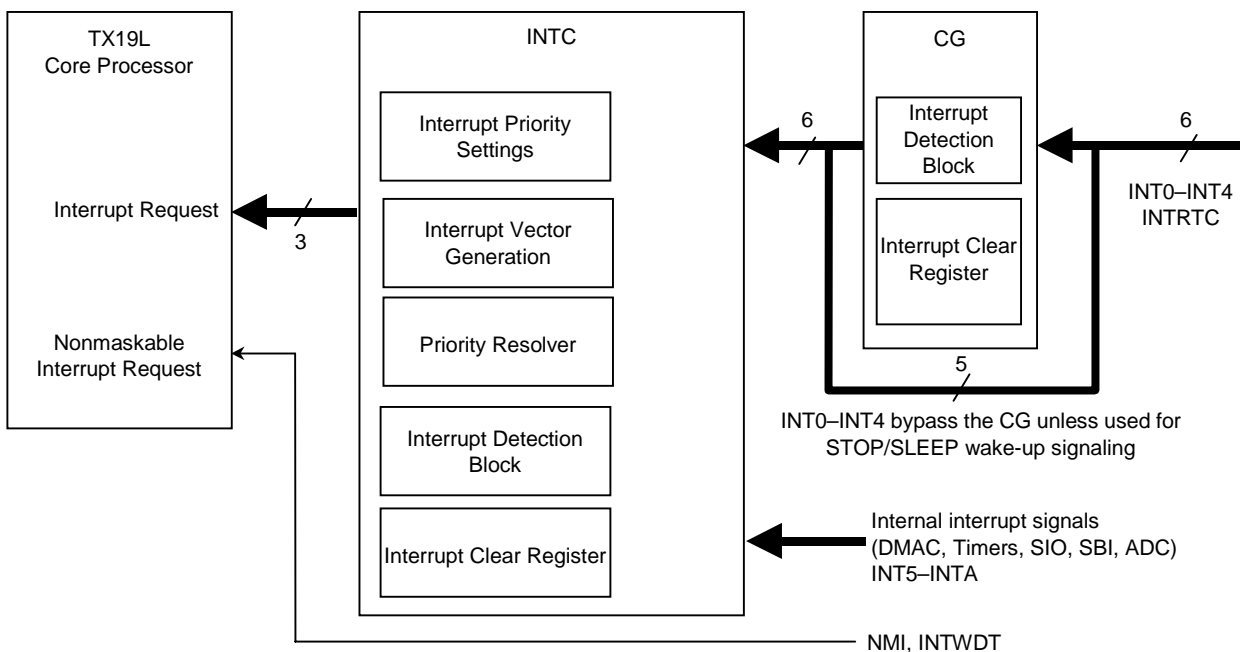 TX19L
Core Processor
Interrupt Request
Nonmaskable
Interrupt Request
3
INTC
Interrupt Priority
Settings
Interrupt Vector
Generation
Priority Resolver
Interrupt Detection
Block
Interrupt Clear Register
6
CG
Interrupt
Detection
Block
Interrupt Clear
Register
6
INT0–INT4
INTRTC
5
INT0–INT4 bypass the CG unless used for
STOP/SLEEP wake-up signaling
Internal interrupt signals
(DMAC, Timers, SIO, SBI, ADC)
INT5–INTA
NMI, INTWDT